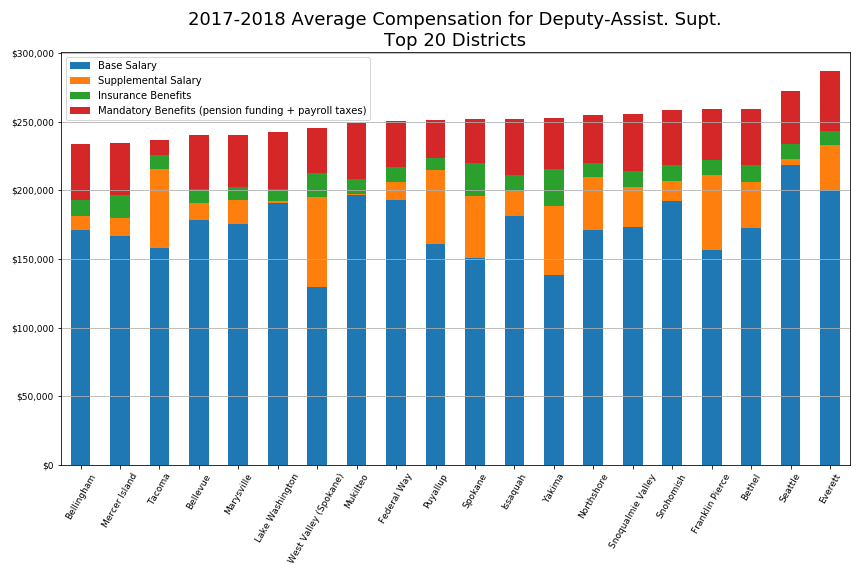 2017-2018 Average Compensation for Deputy-Assist. Supt.
Top 20 Districts
$300,000
$250,000
$200,000
$150,000
$100,000
$50,000
$0
Base Salary
Supplemental Salary
Insurance Benefits
Mandatory Benefits (pension funding + payroll taxes)
Bellingham
Mercer Island
Tacoma
Bellevue
Marysville
Lake Washington
West Valley (Spokane)
Mukilteo
Federal Way
Puyallup
Spokane
Issaquah
Yakima
Northshore
Snoqualmie Valley
Snohomish
Franklin Pierce
Bethel
Seattle
Everett